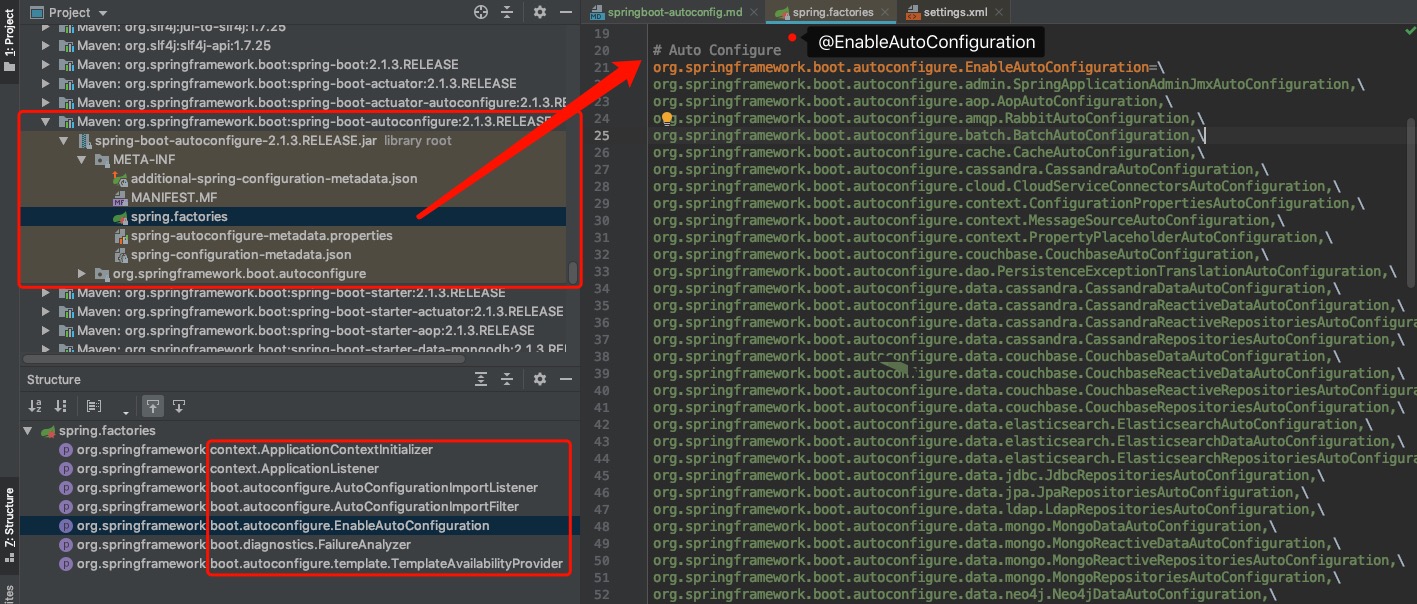 1: Project
Project
Maven: org.slf4j:jul-to-slf4j:1.7.25
Maven: org.slf4j:slf4j-api:1.7.25
Maven: org.springframework.boot:spring-boot:2.1.3.RELEASE
Maven: org.springframework.boot:spring-boot-actuator:2.1.3.RELEASE
Maven: org.springframework.boot:spring-boot-actuator-autoconfigure:2.1.3.RE
Maven: org.springframework.boot:spring-boot-autoconfigure:2.1.3.RELEASE
spring-boot-autoconfigure-2.1.3.RELEASE.jar library root
META-INF
additional-spring-configuration-metadata.json
MANIFEST.MF
spring.factories
spring-autoconfigure-metadata.properties
spring-configuration-metadata.json
org.springframework.boot.autoconfigure
Maven: org.springframework.boot:spring-boot-starter:2.1.3.RELEASE
Maven: org.springframework.boot:spring-boot-starter-actuator:2.1.3.RELEASE
Maven: org.springframework.boot:spring-boot-starter-aop:2.1.3.RELEASE
Maven: org.springframework.boot:spring-boot-starter-data-mongodb:2.1.3.REL
Structure
7: Structure
spring.factories
org.springframework.context.ApplicationContextInitializer
org.springframework.context.ApplicationListener
org.springframework.boot.autoconfigure.AutoConfigurationImportListener
org.springframework.boot.autoconfigure.AutoConfigurationImportFilter
org.springframework.boot.autoconfigure.EnableAutoConfiguration
org.springframework.boot.diagnostics.FailureAnalyzer
org.springframework.boot.autoconfigure.template.TemplateAvailabilityProvider
springboot-autoconfig.md
spring.factories
settings.xml
@EnableAutoConfiguration
19
20 # Auto Configure
21 org.springframework.boot.autoconfigure.EnableAutoConfiguration=\
22 org.springframework.boot.autoconfigure.admin.SpringApplicationAdminJmxAutoConfiguration,\
23 org.springframework.boot.autoconfigure.aop.AopAutoConfiguration,\
24 org.springframework.boot.autoconfigure.amqp.RabbitAutoConfiguration,\
25 org.springframework.boot.autoconfigure.batch.BatchAutoConfiguration,\
26 org.springframework.boot.autoconfigure.cache.CacheAutoConfiguration,\
27 org.springframework.boot.autoconfigure.cassandra.CassandraAutoConfiguration,\
28 org.springframework.boot.autoconfigure.cloud.CloudServiceConnectorsAutoConfiguration,\
29 org.springframework.boot.autoconfigure.context.ConfigurationPropertiesAutoConfiguration,\
30 org.springframework.boot.autoconfigure.context.MessageSourceAutoConfiguration,\
31 org.springframework.boot.autoconfigure.context.PropertyPlaceholderAutoConfiguration,\
32 org.springframework.boot.autoconfigure.couchbase.CouchbaseAutoConfiguration,\
33 org.springframework.boot.autoconfigure.dao.PersistenceExceptionTranslationAutoConfiguration,\
34 org.springframework.boot.autoconfigure.data.cassandra.CassandraDataAutoConfiguration,\
35 org.springframework.boot.autoconfigure.data.cassandra.CassandraReactiveDataAutoConfiguration,\
36 org.springframework.boot.autoconfigure.data.cassandra.CassandraReactiveRepositoriesAutoConfigura
37 org.springframework.boot.autoconfigure.data.cassandra.CassandraRepositoriesAutoConfiguration,\
38 org.springframework.boot.autoconfigure.data.couchbase.CouchbaseDataAutoConfiguration,\
39 org.springframework.boot.autoconfigure.data.couchbase.CouchbaseReactiveDataAutoConfiguration,\
40 org.springframework.boot.autoconfigure.data.couchbase.CouchbaseReactiveRepositoriesAutoConfigura
41 org.springframework.boot.autoconfigure.data.couchbase.CouchbaseRepositoriesAutoConfiguration,\
42 org.springframework.boot.autoconfigure.data.elasticsearch.ElasticsearchAutoConfiguration,\
43 org.springframework.boot.autoconfigure.data.elasticsearch.ElasticsearchDataAutoConfiguration,\
44 org.springframework.boot.autoconfigure.data.elasticsearch.ElasticsearchRepositoriesAutoConfigura
45 org.springframework.boot.autoconfigure.data.jdbc.JdbcRepositoriesAutoConfiguration,\
46 org.springframework.boot.autoconfigure.data.jpa.JpaRepositoriesAutoConfiguration,\
47 org.springframework.boot.autoconfigure.data.ldap.LdapRepositoriesAutoConfiguration,\
48 org.springframework.boot.autoconfigure.data.mongo.MongoDataAutoConfiguration,\
49 org.springframework.boot.autoconfigure.data.mongo.MongoReactiveDataAutoConfiguration,\
50 org.springframework.boot.autoconfigure.data.mongo.MongoReactiveRepositoriesAutoConfiguration,\
51 org.springframework.boot.autoconfigure.data.mongo.MongoRepositoriesAutoConfiguration,\
52 org.springframework.boot.autoconfigure.data.neo4j.Neo4jDataAutoConfiguration,\